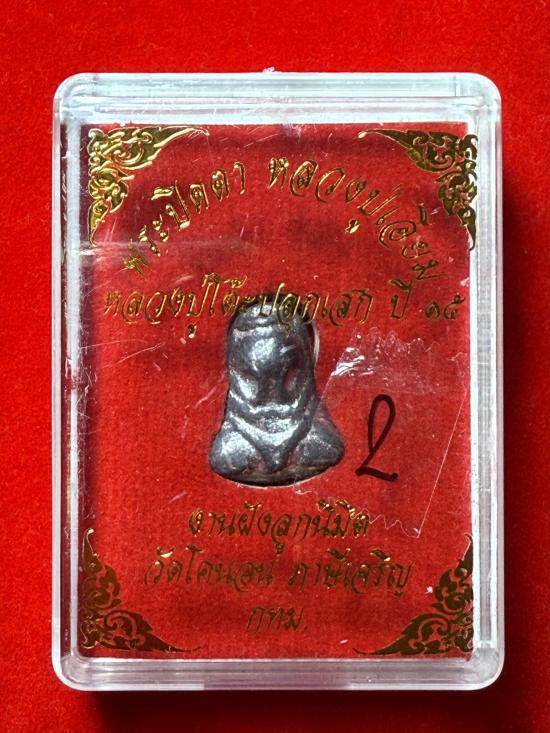 พระปิดตา หลวงปู่เอี่ยม
หลวงปู่โต๊ะปลุกเสก ปี ๑๕
2
งานฝังลูกนิมิต
วัดโคนอน ภาษีเจริญ
กทม.